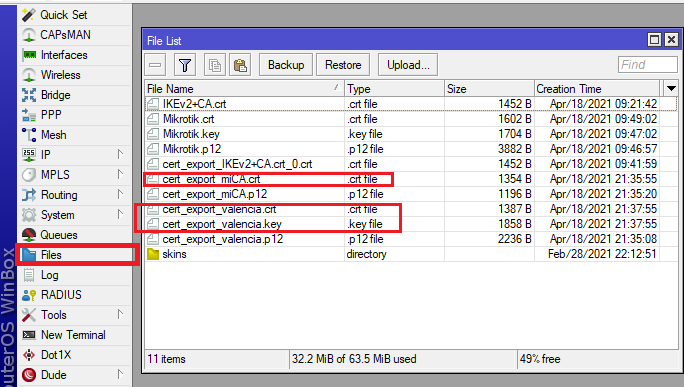 Quick Set
CAPsMAN
Interfaces
Wireless
Bridge
PPP
Mesh
255 IP
MPLS
Routing
System
Queues
Files
Log
RADIUS
Tools
New Terminal
Dot1X
Dude
outerOS WinBox
File List
Backup Restore Upload... Find
File Name Type Size Creation Time
IKEv2+CA.crt .crt file 1452 B Apr/18/2021 09:21:42
Mikrotik.crt .crt file 1602 B Apr/18/2021 09:49:02
Mikrotik.key .key file 1704 B Apr/18/2021 09:47:02
Mikrotik.p12 .p12 file 3882 B Apr/18/2021 09:46:57
cert_export_IKEv2+CA.crt_0.crt .crt file 1452 B Apr/18/2021 09:41:59
cert_export_miCA.crt .crt file 1354 B Apr/18/2021 21:35:55
cert_export_miCA.p12 .p12 file 1196 B Apr/18/2021 21:35:20
cert_export_valencia.crt .crt file 1387 B Apr/18/2021 21:37:55
cert_export_valencia.key .key file 1858 B Apr/18/2021 21:37:55
cert_export_valencia.p12 .p12 file 2236 B Apr/18/2021 21:35:08
skins directory Feb/28/2021 22:12:51
11 items 32.2 MiB of 63.5 MiB used 49% free